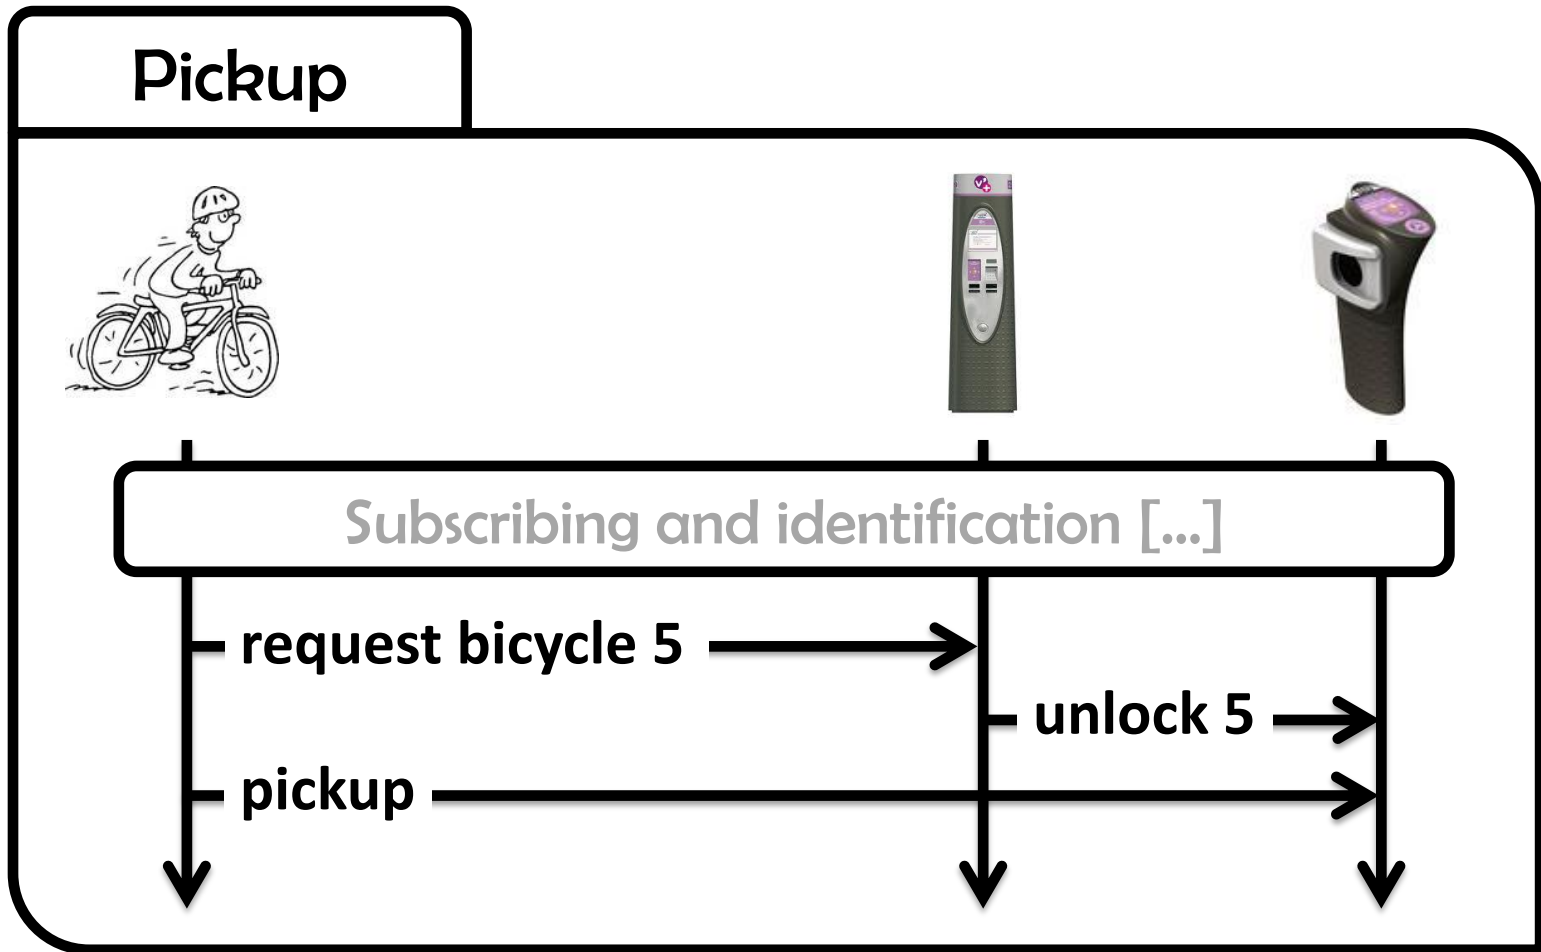 Pickup
Subscribing and identification [...]
request bicycle 5
unlock 5
pickup